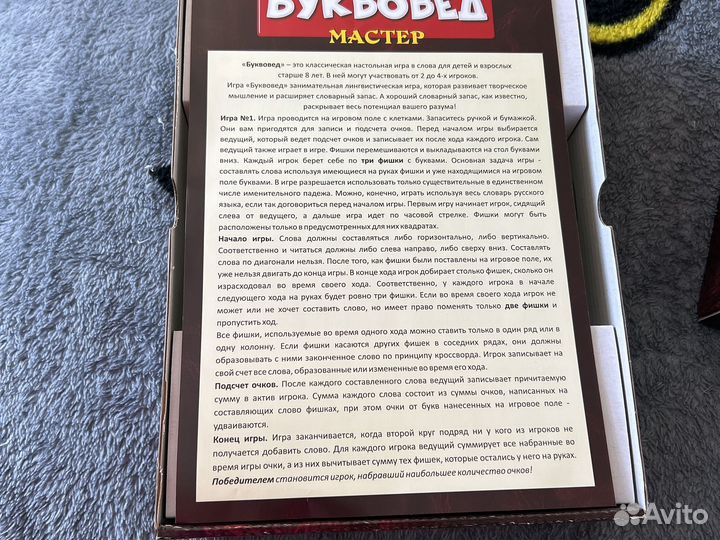 БУКВОВЕД
МАСТЕР
«Буквовед» – это классическая настольная игра в слова для детей и взрослых
старше 8 лет. В ней могут участвовать от 2 до 4-х игроков.
Игра «Буквовед» занимательная лингвистическая игра, которая развивает творческое
мышление и расширяет словарный запас. А хороший словарный запас, как известно,
раскрывает весь потенциал вашего разума!
Игра №1. Игра проводится на игровом поле с клетками. Запаситесь ручкой и бумажкой.
Они вам пригодятся для записи и подсчета очков. Перед началом игры выбирается
ведущий, который ведет подсчет очков и записывает их после хода каждого игрока. Сам
ведущий также играет в игре. Фишки перемешиваются и выкладываются на стол буквами
вниз. Каждый игрок берет себе по три фишки с буквами. Основная задача игры -
составлять слова используя имеющиеся на руках фишки и уже находящимися на игровом
поле буквами. В игре разрешается использовать только существительные в единственном
числе именительного падежа. Можно, конечно, играть используя весь словарь русского
языка, если так договориться перед началом игры. Первым игру начинает игрок, сидящий
слева от ведущего, а дальше игра идет по часовой стрелке. Фишки могут быть
расположены только в предусмотренных для них квадратах.
Начало игры. Слова должны составляться либо горизонтально, либо вертикально.
Соответственно и читаться должны либо слева направо, либо сверху вниз. Составлять
слова по диагонали нельзя. После того, как фишки были поставлены на игровое поле, их
уже нельзя двигать до конца игры. В конце хода игрок добирает столько фишек, сколько он
израсходовал во время своего хода. Соответственно, у каждого игрока в начале
следующего хода на руках будет ровно три фишки. Если во время своего хода игрок не
может или не хочет составить слово, но имеет право поменять только две фишки и
пропустить ход.
Все фишки, используемые во время одного хода можно ставить только в один ряд или в
одну колонну. Если фишки касаются других фишек в соседних рядах, они должны
образовывать с ними законченное слово по принципу кроссворда. Игрок записывает на
свой счет все слова, образованные или измененные во время его хода.
Подсчет очков. После каждого составленного слова ведущий записывает причитаемую
сумму в актив игрока. Сумма каждого слова состоит из суммы очков, написанных на
составляющих слово фишках, при этом очки от букв нанесенных на игровое поле -
удваиваются.
Конец игры. Игра заканчивается, когда второй круг подряд ни у кого из игроков не
получается добавить слово. Для каждого игрока ведущий суммирует все набранные во
время игры очки, а из них вычитывает сумму тех фишек, которые остались у него на руках.
Победителем становится игрок, набравший наибольшее количество очков!
Avito